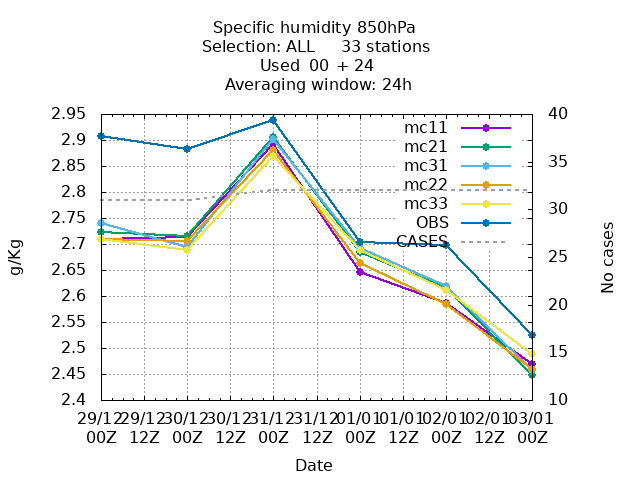 Specific humidity 850hPa
Selection: ALL 33 stations
Used 00 + 24
Averaging window: 24h
2.95
2.9
2.85
2.8
2.75
2.7
2.65
2.6
2.55
2.5
2.45
2.4
g/Kg
40
35
30
25
20
15
10
No cases
mc11
mc21
mc31
mc22
mc33
OBS
CASES
29/12 29/12 30/12 30/12 31/12 31/12 01/01 01/01 02/01 02/01 03/01
00Z 12Z 00Z 12Z 00Z 12Z 00Z 12Z 00Z 12Z 00Z
Date